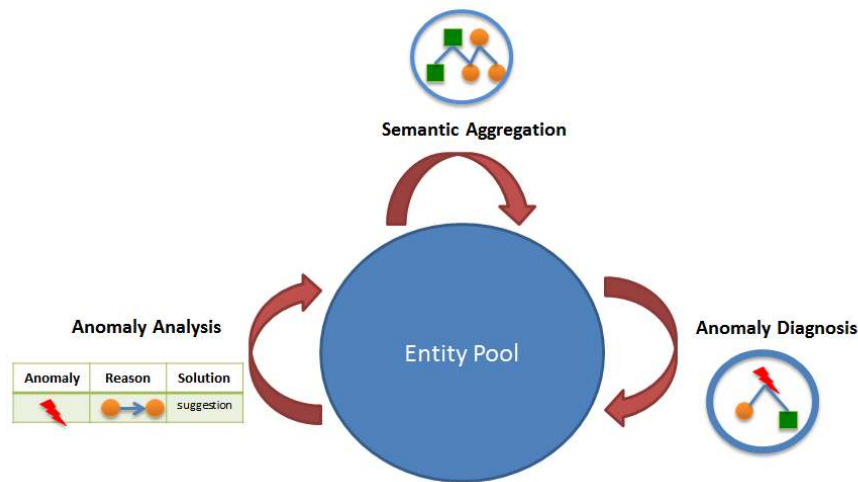 Semantic Aggregation
Anomaly Analysis
Anomaly Reason Solution
suggestion
Entity Pool
Anomaly Diagnosis